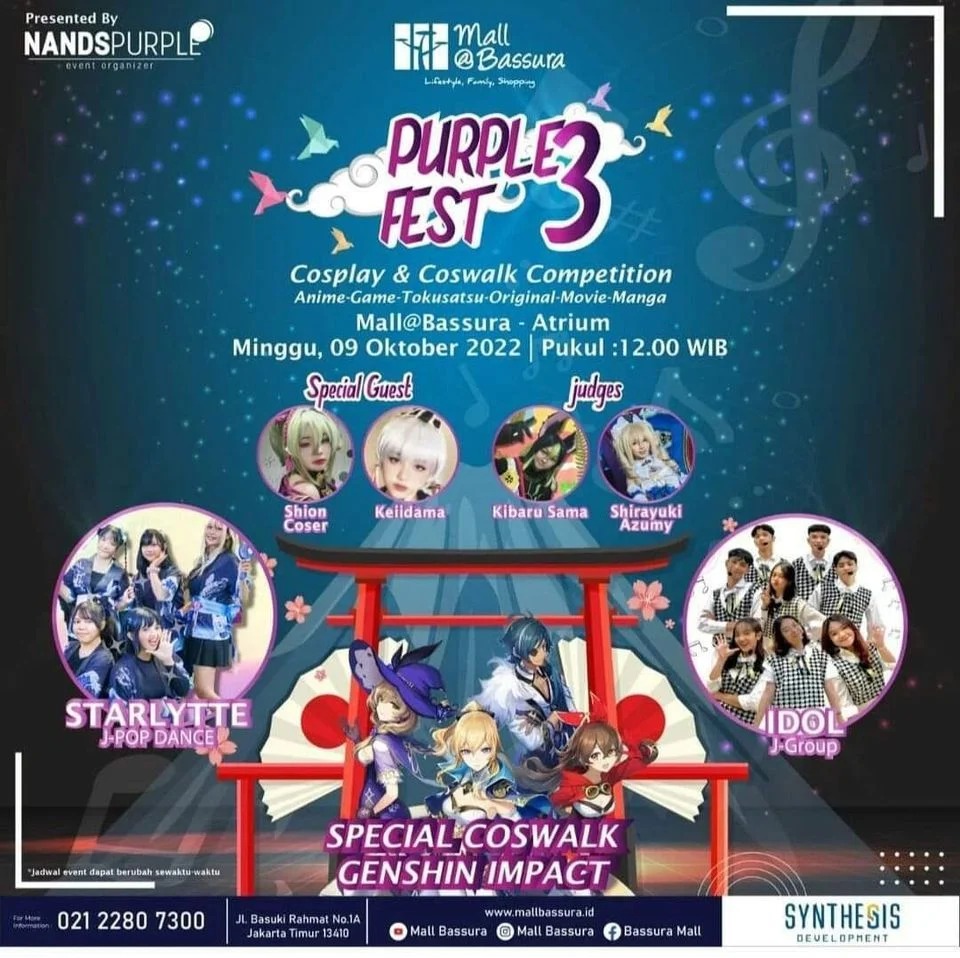 Presented By
NANDSPURPLE
event organizer
Mall
@Bassura
Lifestyle, Family, Shopping
PURPLE
FEST 3
Cosplay & Coswalk Competition
Anime-Game-Tokusatsu-Original-Movie-Manga
Mall@Bassura - Atrium
Minggu, 09 Oktober 2022 | Pukul :12.00 WIB
Special Guest
judges
Shion
Coser
Keiidama
Kibaru Sama
Shirayuki
Azumy
STARLYTTE
J-POP DANCE
IDOL
J-Group
SPECIAL COSWALK
GENSHIN IMPACT
*Jadwal event dapat berubah sewaktu-waktu
For More
Information :
021 2280 7300
Jl. Basuki Rahmat No.1A
Jakarta Timur 13410
www.mallbassura.id
Mall Bassura
Mall Bassura
Bassura Mall
SYNTHESIS
DEVELOPMENT